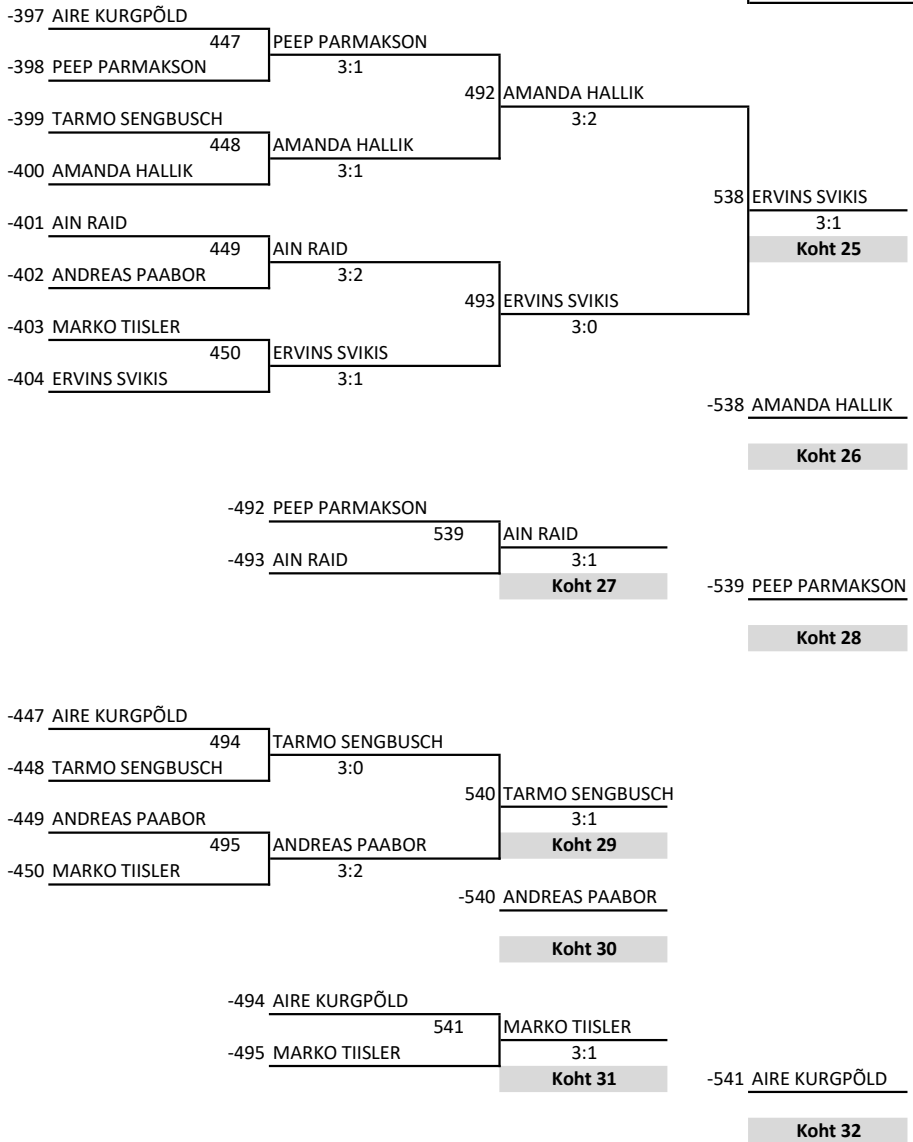 -397 AIRE KURGPÕLD
447 PEEP PARMAKSON
-398 PEEP PARMAKSON 3:1
492 AMANDA HALLIK
-399 TARMO SENGBUSCH 3:2
448 AMANDA HALLIK
-400 AMANDA HALLIK 3:1
538 ERVINS SVIKIS
-401 AIN RAID 3:1
449 AIN RAID Koht 25
-402 ANDREAS PAABOR 3:2
493 ERVINS SVIKIS
-403 MARKO TIISLER 3:0
450 ERVINS SVIKIS
-404 ERVINS SVIKIS 3:1
-538 AMANDA HALLIK
Koht 26
-492 PEEP PARMAKSON
539 AIN RAID
-493 AIN RAID 3:1
Koht 27 -539 PEEP PARMAKSON
Koht 28
-447 AIRE KURGPÕLD
494 TARMO SENGBUSCH
-448 TARMO SENGBUSCH 3:0
540 TARMO SENGBUSCH
-449 ANDREAS PAABOR 3:1
495 ANDREAS PAABOR Koht 29
-450 MARKO TIISLER 3:2
-540 ANDREAS PAABOR
Koht 30
-494 AIRE KURGPÕLD
541 MARKO TIISLER
-495 MARKO TIISLER 3:1
Koht 31 -541 AIRE KURGPÕLD
Koht 32